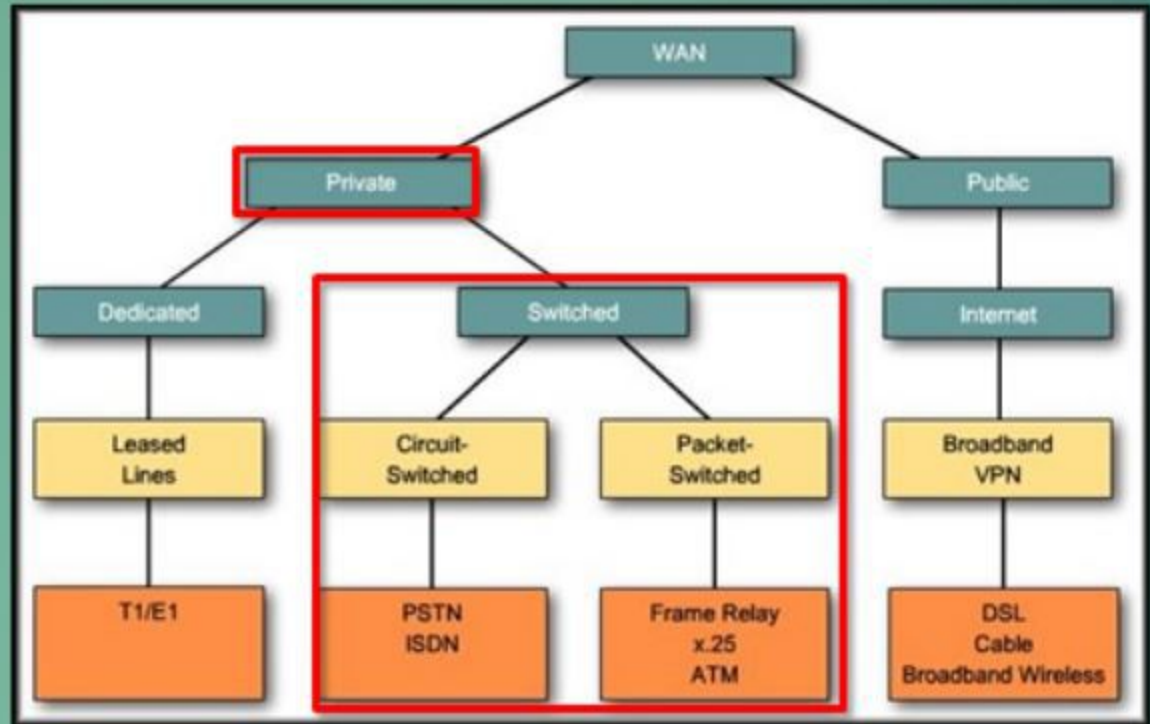 WAN
Private
Public
Dedicated
Switched
Internet
Leased
Lines
Circuit-
Switched
Packet-
Switched
Broadband
VPN
T1/E1
PSTN
ISDN
Frame Relay
x.25
ATM
DSL
Cable
Broadband Wireless